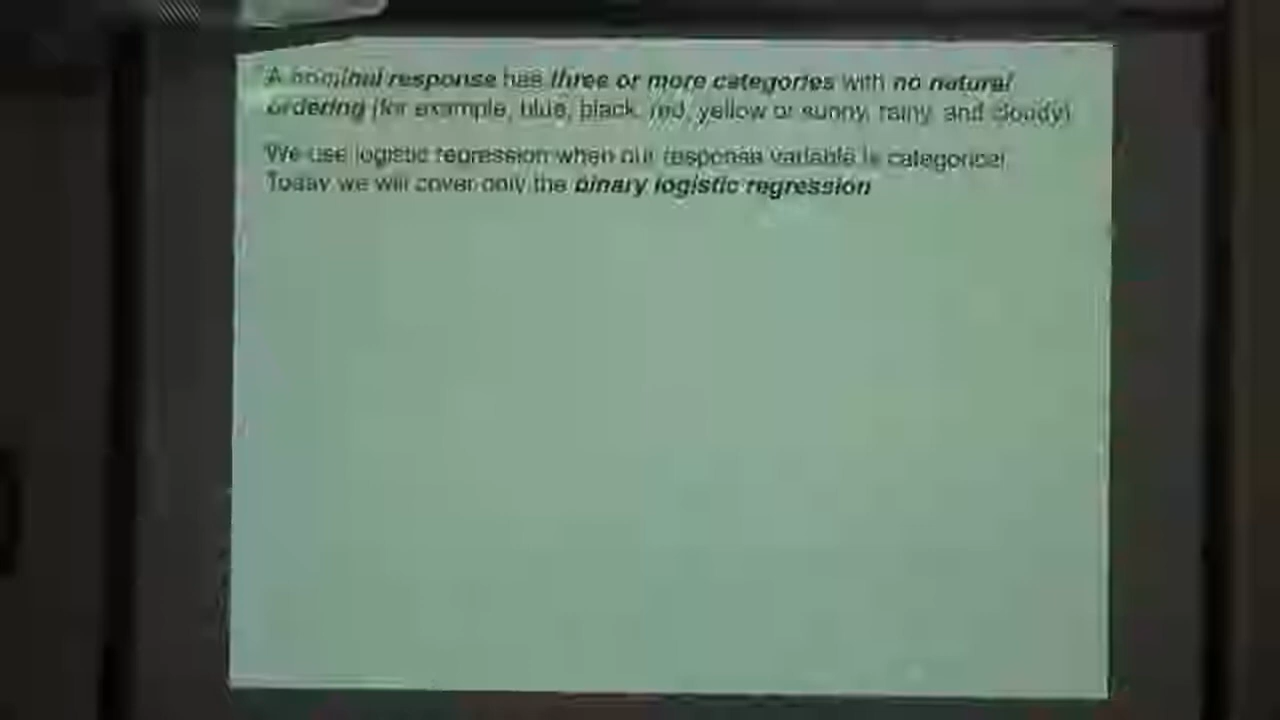 A nominal response has three or more categories with no natural
ordering (for example, blue, black, red, yellow or sunny, rainy, and cloudy)
We use logistic regression when our response variable is categorical
Today we will cover only the binary logistic regression